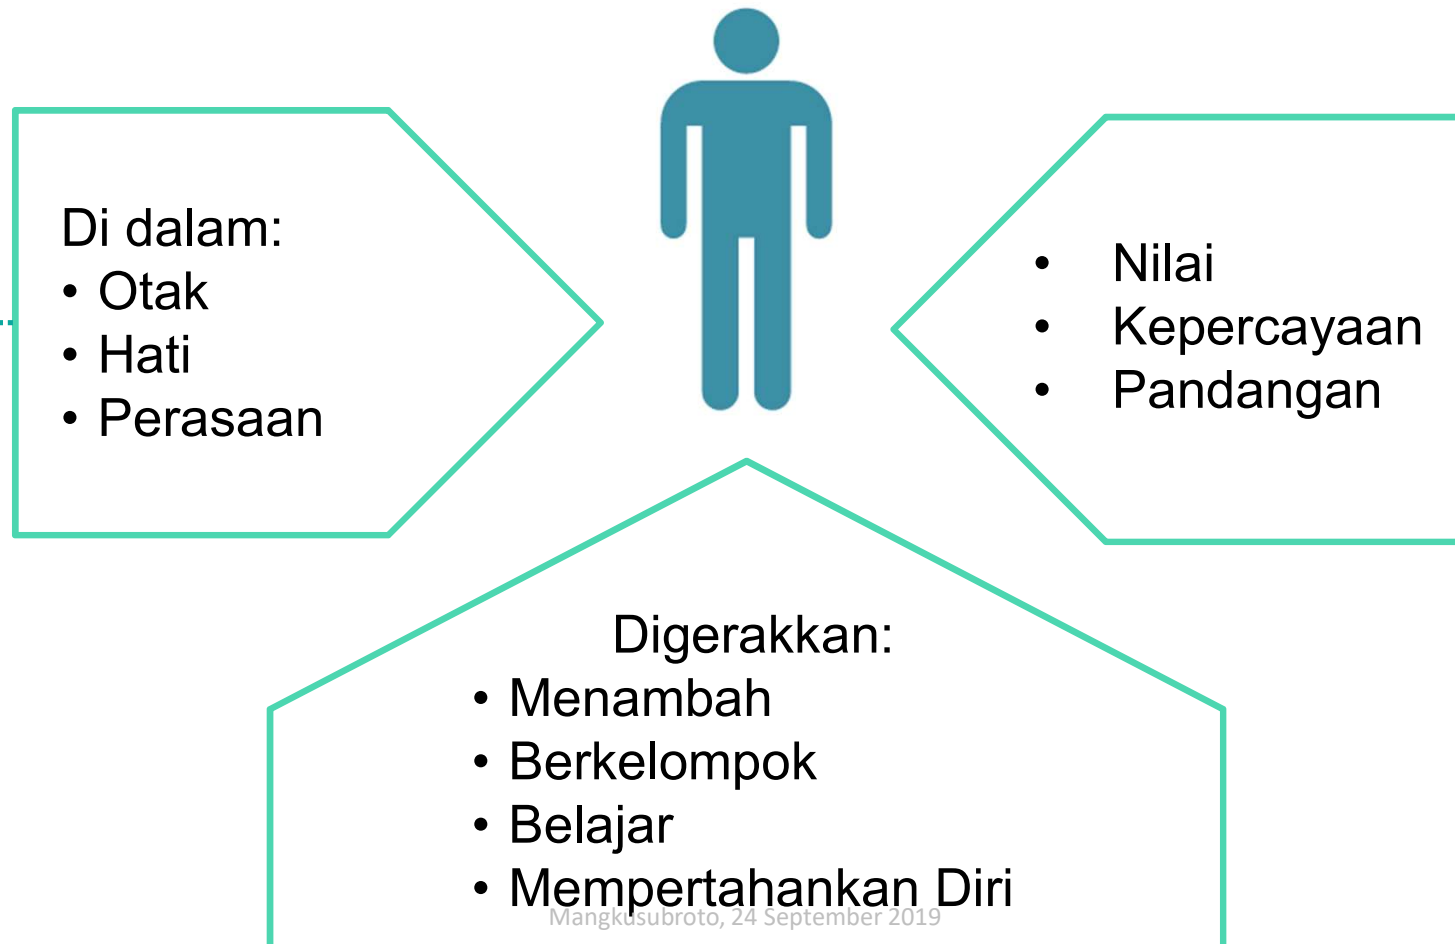 Di dalam:
• Otak
• Hati
• Perasaan
• Nilai
• Kepercayaan
• Pandangan
Digerakkan:
• Menambah
• Berkelompok
• Belajar
• Mempertahankan Diri
Mangkusubroto, 24 September 2019